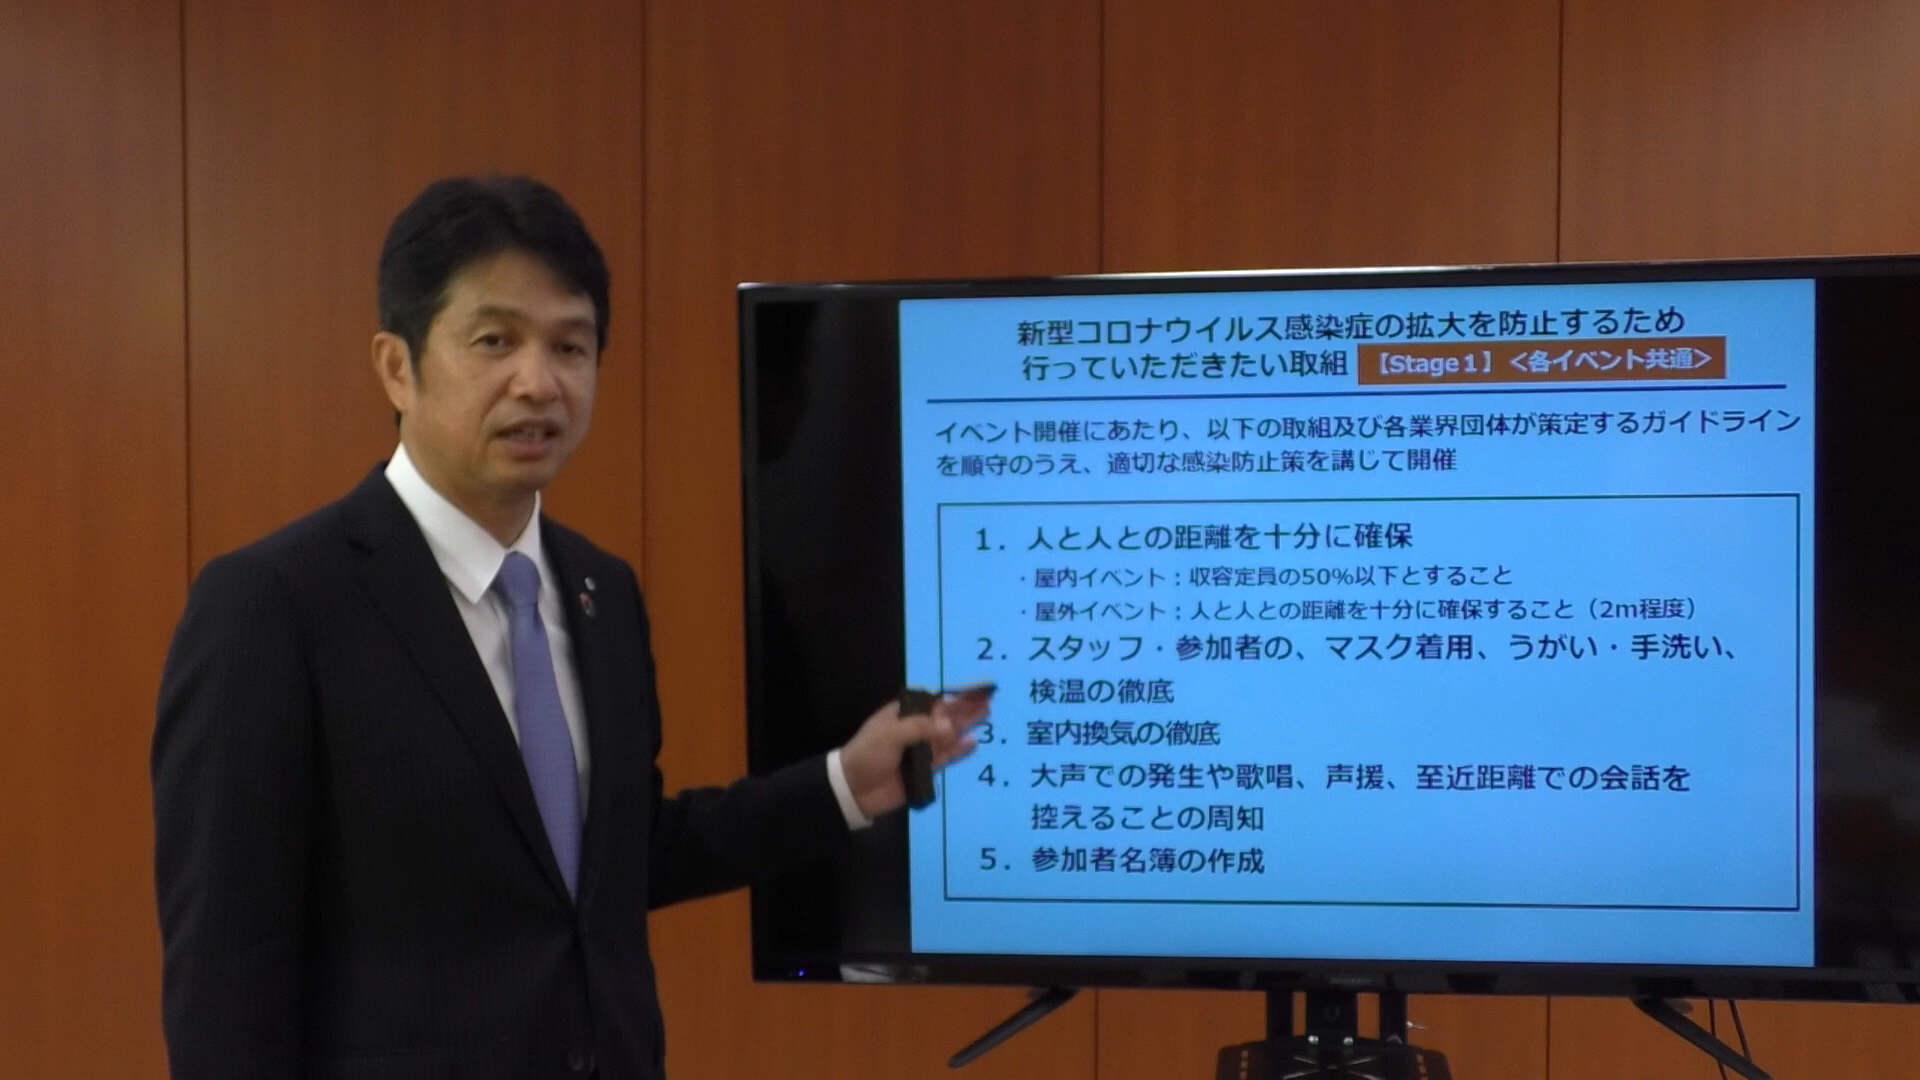 新型コロナウイルス感染症の拡大を防止するため
行っていただきたい取組 【Stage1】<各イベント共通>
イベント開催にあたり、以下の取組及び各業界団体が策定するガイドライン
を順守のうえ、適切な感染防止策を講じて開催
1．人と人との距離を十分に確保
・屋内イベント：収容定員の50%以下とすること
・屋外イベント：人と人との距離を十分に確保すること（2m程度）
2．スタッフ・参加者の、マスク着用、うがい・手洗い、
検温の徹底
3．室内換気の徹底
4．大声での発生や歌唱、声援、至近距離での会話を
控えることの周知
5．参加者名簿の作成